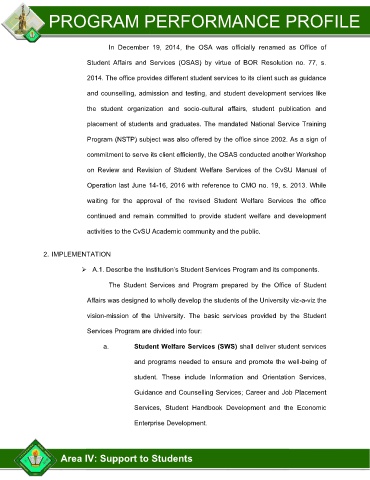 PROGRAM PERFORMANCE PROFILE
In December 19, 2014, the OSA was officially renamed as Office of
Student Affairs and Services (OSAS) by virtue of BOR Resolution no. 77, s.
2014. The office provides different student services to its client such as guidance
and counselling, admission and testing, and student development services like
the student organization and socio-cultural affairs, student publication and
placement of students and graduates. The mandated National Service Training
Program (NSTP) subject was also offered by the office since 2002. As a sign of
commitment to serve its client efficiently, the OSAS conducted another Workshop
on Review and Revision of Student Welfare Services of the CvSU Manual of
Operation last June 14-16, 2016 with reference to CMO no. 19, s. 2013. While
waiting for the approval of the revised Student Welfare Services the office
continued and remain committed to provide student welfare and development
activities to the CvSU Academic community and the public.
2. IMPLEMENTATION
➢ A.1. Describe the Institution's Student Services Program and its components.
The Student Services and Program prepared by the Office of Student
Affairs was designed to wholly develop the students of the University viz-a-viz the
vision-mission of the University. The basic services provided by the Student
Services Program are divided into four:
a. Student Welfare Services (SWS) shall deliver student services
and programs needed to ensure and promote the well-being of
student. These include Information and Orientation Services,
Guidance and Counselling Services; Career and Job Placement
Services, Student Handbook Development and the Economic
Enterprise Development.
Area IV: Support to Students